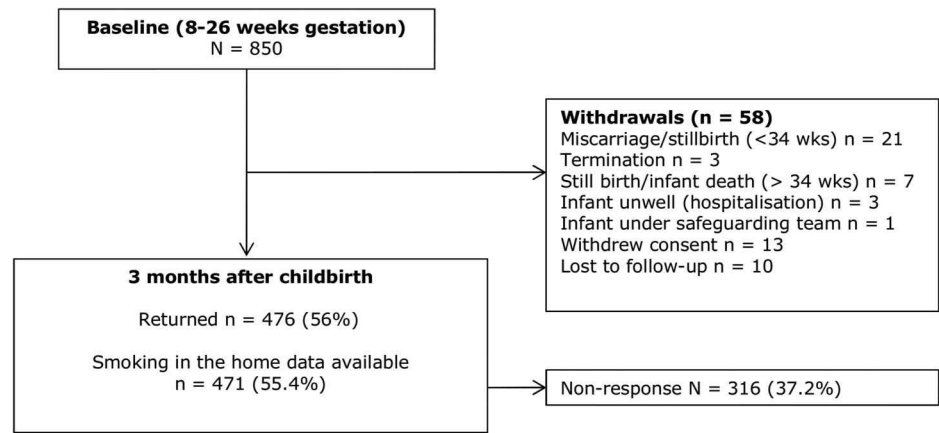 Baseline (8-26 weeks gestation)
N = 850
Withdrawals (n = 58)
Miscarriage/stillbirth (<34 wks) n = 21
Termination n = 3
Still birth/infant death (> 34 wks) n = 7
Infant unwell (hospitalisation) n = 3
Infant under safeguarding team n = 1
Withdrew consent n = 13
Lost to follow-up n = 10
3 months after childbirth
Returned n = 476 (56%)
Smoking in the home data available
n = 471 (55.4%)
Non-response N = 316 (37.2%)